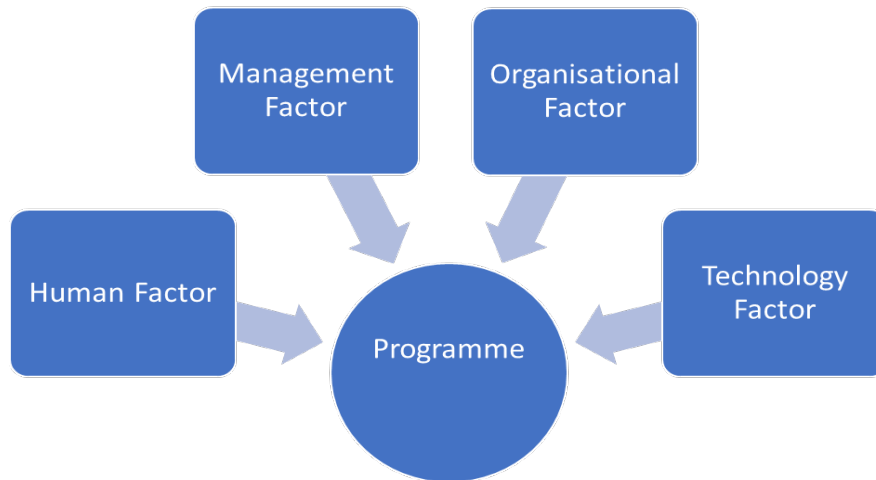 Management
Factor
Organisational
Factor
Human Factor
Technology
Factor
Programme